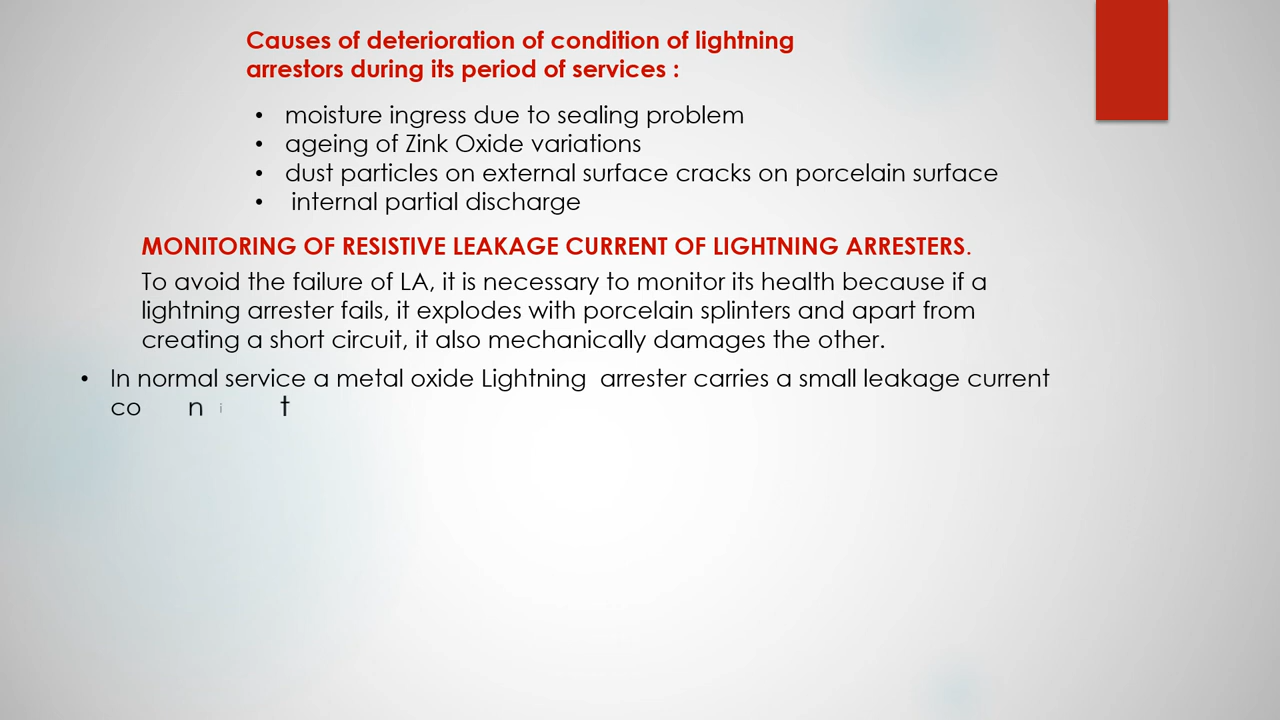 Causes of deterioration of condition of lightning
arrestors during its period of services :
• moisture ingress due to sealing problem
• ageing of Zink Oxide variations
• dust particles on external surface cracks on porcelain surface
• internal partial discharge
MONITORING OF RESISTIVE LEAKAGE CURRENT OF LIGHTNING ARRESTERS.
To avoid the failure of LA, it is necessary to monitor its health because if a
lightning arrester fails, it explodes with porcelain splinters and apart from
creating a short circuit, it also mechanically damages the other.
• In normal service a metal oxide Lightning arrester carries a small leakage current